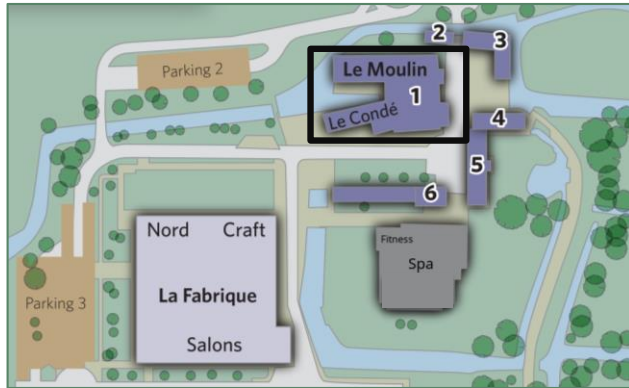 2
3
Parking 2
Le Moulin
1
Le Condé
4
5
6
Nord Craft
Fitness
Spa
La Fabrique
Parking 3
Salons